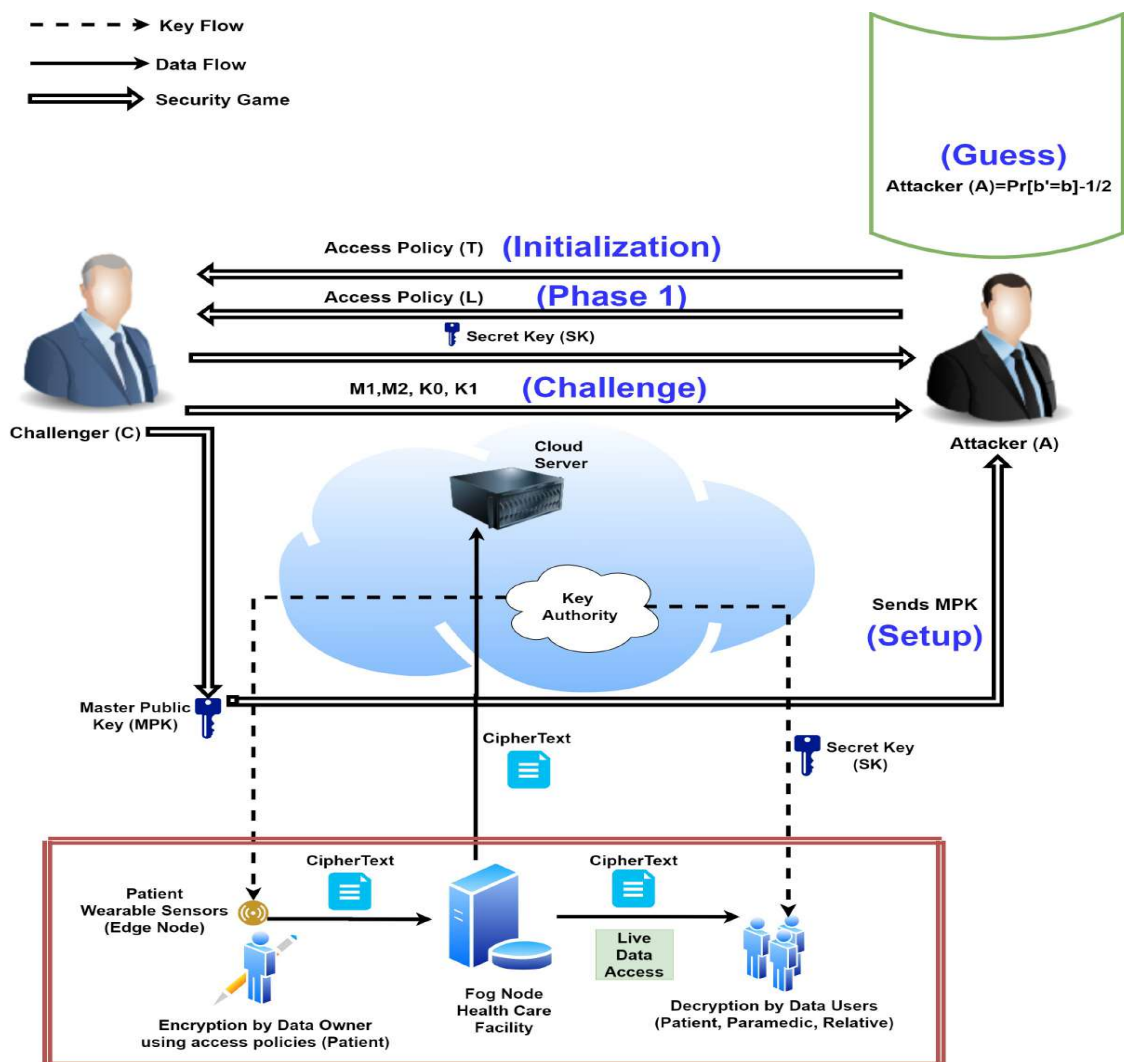 Key Flow
Data Flow
Security Game
(Guess)
Attacker (A)=Pr[b'=b]-1/2
Access Policy (T) (Initialization)
Access Policy (L) (Phase 1)
Secret Key (SK)
M1,M2, K0, K1 (Challenge)
Challenger (C)
Attacker (A)
Cloud
Server
Key
Authority
Sends MPK
(Setup)
Master Public
Key (MPK)
CipherText
Secret Key
(SK)
CipherText
CipherText
Patient
Wearable Sensors
(Edge Node)
Live
Data
Access
Fog Node
Health Care
Facility
Encryption by Data Owner
using access policies (Patient)
Decryption by Data Users
(Patient, Paramedic, Relative)